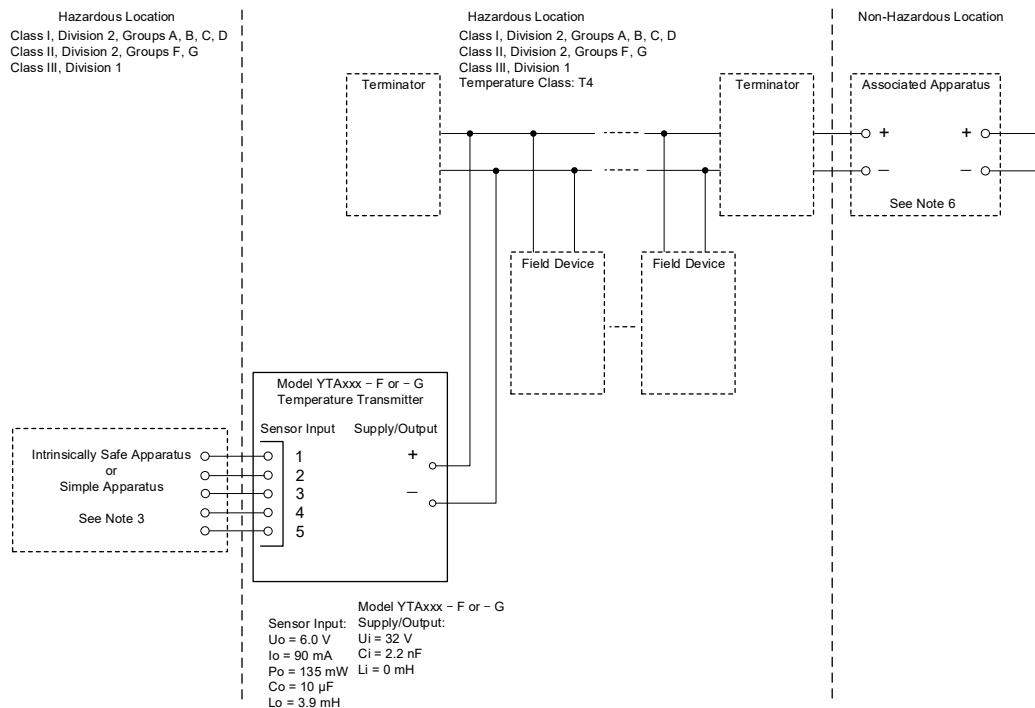 Hazardous Location
Class I, Division 2, Groups A, B, C, D
Class II, Division 2, Groups F, G
Class III, Division 1
Hazardous Location
Class I, Division 2, Groups A, B, C, D
Class II, Division 2, Groups F, G
Class III, Division 1
Temperature Class: T4
Non-Hazardous Location
Terminator
Terminator
Associated Apparatus
+ +
− −
See Note 6
Field Device
Field Device
Model YTAxxx − F or − G
Temperature Transmitter
Sensor Input
Supply/Output
1
2
3
4
5
+
−
Intrinsically Safe Apparatus
or
Simple Apparatus
See Note 3
Sensor Input:
Uo = 6.0 V
Io = 90 mA
Po = 135 mW
Co = 10 µF
Lo = 3.9 mH
Model YTAxxx − F or − G
Supply/Output:
Ui = 32 V
Ci = 2.2 nF
Li = 0 mH